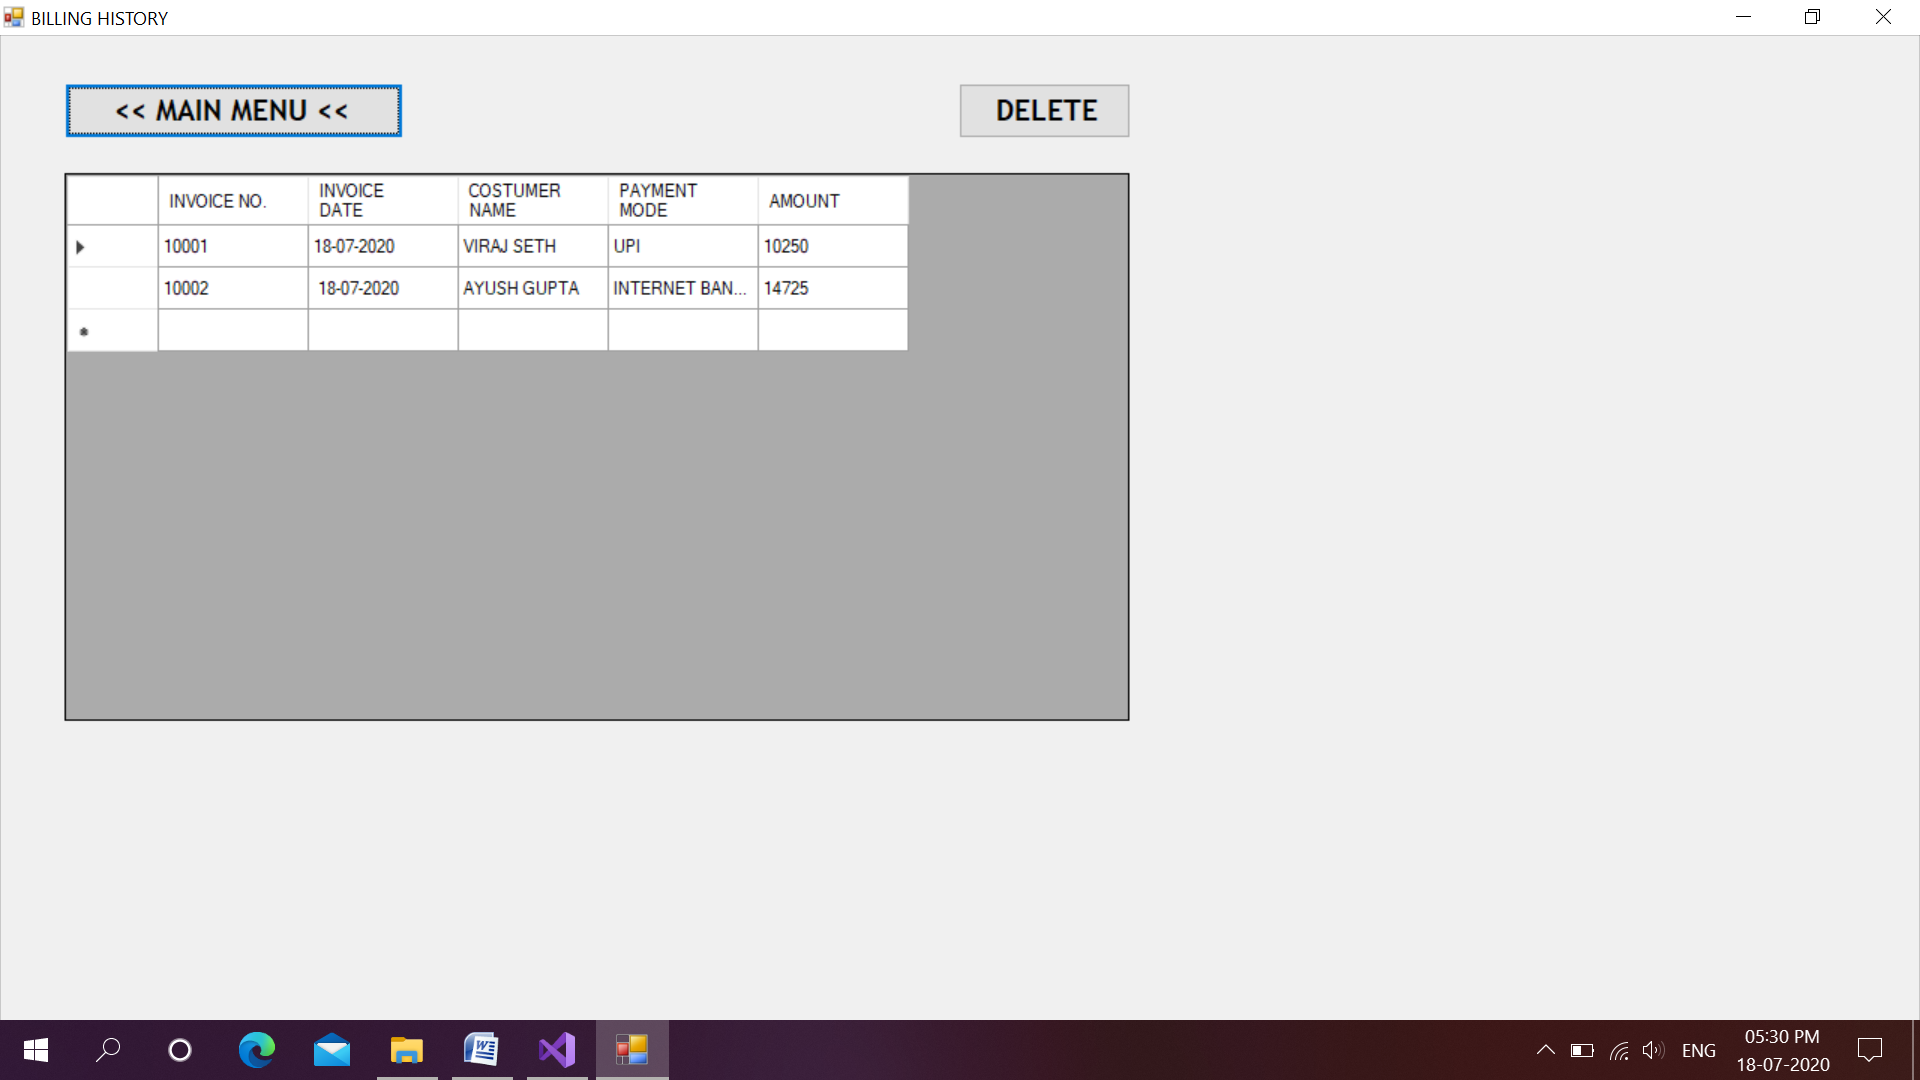 BILLING HISTORY
<< MAIN MENU <<
DELETE
INVOICE NO. INVOICE DATE COSTUMER NAME PAYMENT MODE AMOUNT
10001 18-07-2020 VIRAJ SETH UPI 10250
10002 18-07-2020 AYUSH GUPTA INTERNET BAN... 14725
ENG
05:30 PM
18-07-2020